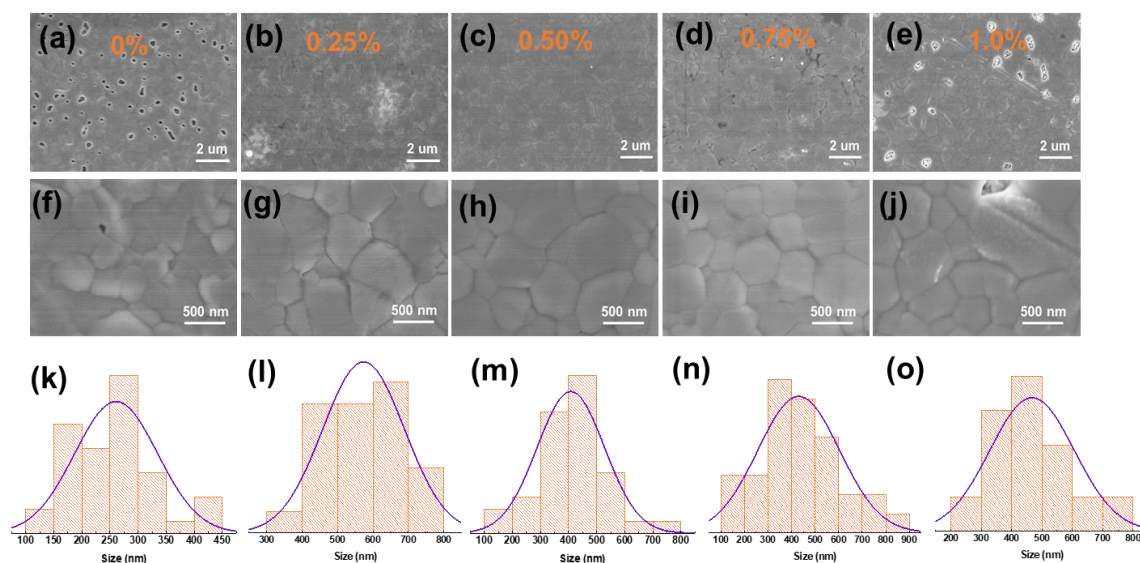 (a) 0%
(b) 0.25%
(c) 0.50%
(d) 0.75%
(e) 1.0%
2 um
2 um
2 um
2 um
2 um
(f)
(g)
(h)
(i)
(j)
500 nm
500 nm
500 nm
500 nm
500 nm
(k)
(l)
(m)
(n)
(o)
100 150 200 250 300 350 400 450
300 400 500 600 700 800
100 200 300 400 500 600 700 800
100 200 300 400 500 600 700 800 900
200 300 400 500 600 700 800
Size (nm)
Size (nm)
Size (nm)
Size (nm)
Size (nm)